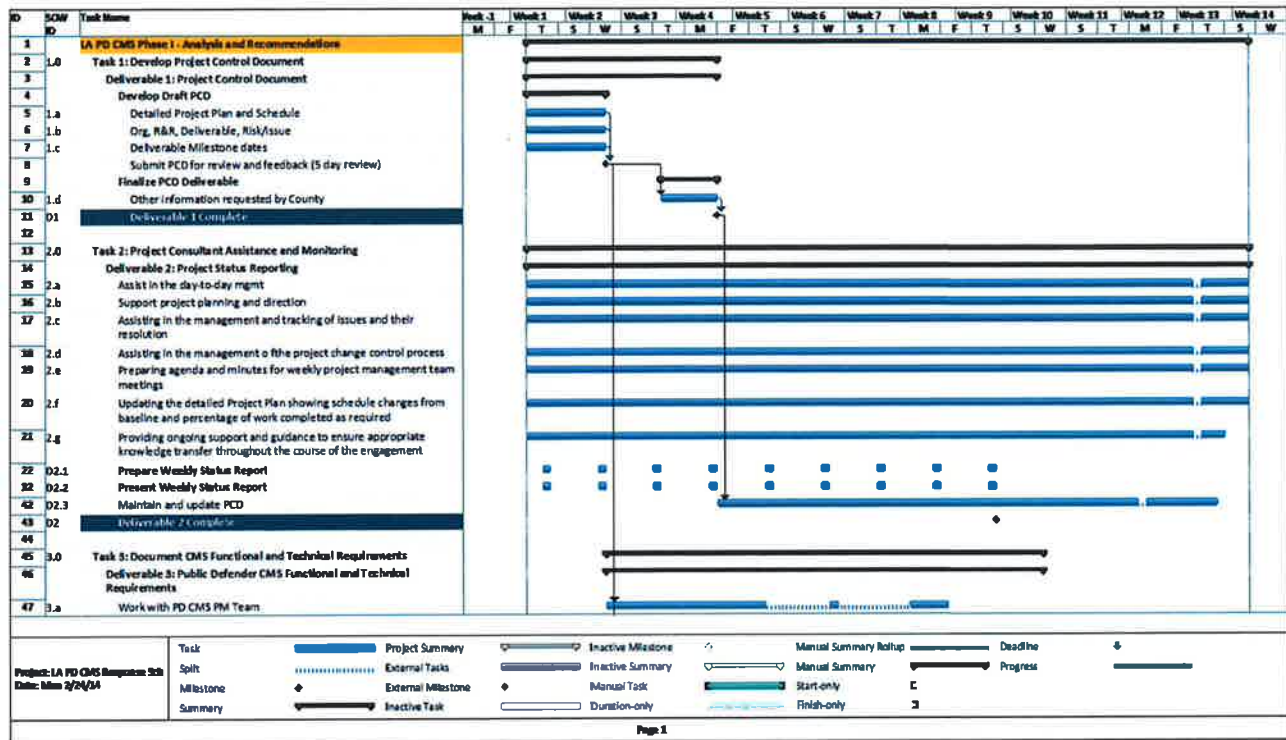 ID SOW ID Task Name Week -1 Week 1 Week 2 Week 3 Week 4 Week 5 Week 6 Week 7 Week 8 Week 9 Week 10 Week 11 Week 12 Week 13 Week 14
M F T S W S T M F T S W S T M F T S W S T M F T S W
1 LA PD CMS Phase I - Analysis and Recommendations
2 1.0 Task 1: Develop Project Control Document
3 Deliverable 1: Project Control Document
4 Develop Draft PCD
5 1.a Detailed Project Plan and Schedule
6 1.b Org, R&R, Deliverable, Risk/Issue
7 1.c Deliverable Milestone dates
8 Submit PCD for review and feedback (5 day review)
9 Finalize PCD Deliverable
10 1.d Other information requested by County
11 D1 Deliverable 1 Complete
12
13 2.0 Task 2: Project Consultant Assistance and Monitoring
14 Deliverable 2: Project Status Reporting
15 2.a Assist in the day-to-day mgmt
16 2.b Support project planning and direction
17 2.c Assisting in the management and tracking of issues and their
resolution
18 2.d Assisting in the management o fthe project change control process
19 2.e Preparing agenda and minutes for weekly project management team
meetings
20 2.f Updating the detailed Project Plan showing schedule changes from
baseline and percentage of work completed as required
21 2.g Providing ongoing support and guidance to ensure appropriate
knowledge transfer throughout the course of the engagement
22 D2.1 Prepare Weekly Status Report
32 D2.2 Present Weekly Status Report
42 D2.3 Maintain and update PCD
43 D2 Deliverable 2 Complete
44
45 3.0 Task 3: Document CMS Functional and Technical Requirements
46 Deliverable 3: Public Defender CMS Functional and Technical
Requirements
47 3.a Work with PD CMS PM Team
Project: LA PD CMS Response Sch
Date: Mon 2/24/14
Task Project Summary Inactive Milestone Manual Summary Rollup Deadline
Split External Tasks Inactive Summary Manual Summary Progress
Milestone External Milestone Manual Task Start-only
Summary Inactive Task Duration-only Finish-only
Page 1